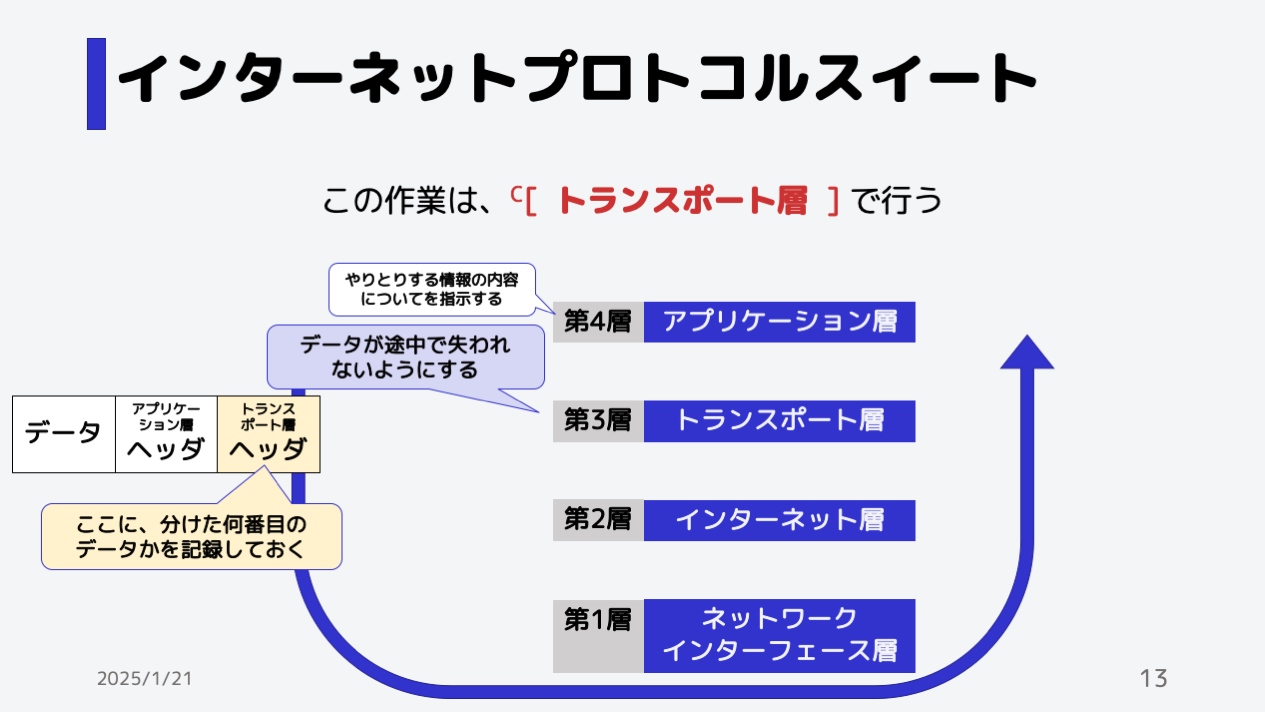 インターネットプロトコルスイート
この作業は、C[ トランスポート層 ] で行う
やりとりする情報の内容
についてを指示する
第4層 アプリケーション層
データが途中で失われ
ないようにする
第3層 トランスポート層
データ
アプリケー
ション層
ヘッダ
トランス
ポート層
ヘッダ
ここに、分けた何番目の
データかを記録しておく
第2層 インターネット層
第1層 ネットワーク
インターフェース層
2025/1/21
13